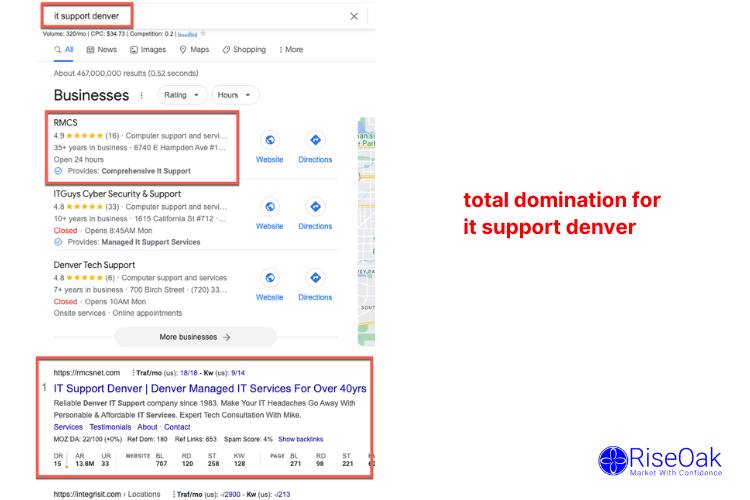 it support denver
Volume: 320/mo | CPC: $34.73 | Competition: 0.2 |
All News Images Maps Shopping More
About 467,000,000 results (0.52 seconds)
Businesses Rating Hours
RMCS
4.9 ★★★★★ (16) · Computer support and servi...
35+ years in business · 6740 E Hampden Ave #1...
Open 24 hours
Provides: Comprehensive It Support
Website Directions
ITGuys Cyber Security & Support
4.8 ★★★★★ (33) · Computer support and servi...
10+ years in business · 1615 California St #712 · ...
Closed · Opens 8:45AM Mon
Provides: Managed It Support Services
Website Directions
Denver Tech Support
4.8 ★★★★★ (6) · Computer support and services
7+ years in business · 700 Birch Street · (720) 33...
Closed · Opens 10AM Mon
Onsite services · Online appointments
Website Directions
More businesses →
https://rmcsnet.com Traf/mo (us): 18/18 - Kw (us): 9/14
1 IT Support Denver | Denver Managed IT Services For Over 40yrs
Reliable Denver IT Support company since 1983. Make Your IT Headaches Go Away With
Personable & Affordable IT Services. Expert Tech Consultation With Mike.
Services · Testimonials · About · Contact
MOZ DA: 22/100 (+0%) Ref Dom: 180 Ref Links: 653 Spam Score: 4% Show backlinks
DR AR UR WEBSITE BL RD ST KW PAGE BL RD ST
15 13.8M 33 707 120 258 128 271 98 221
https://integrisit.com › Locations Traf/mo (us): -/2900 - Kw (us): -/213
total domination for
it support denver
RiseOak
Market With Confidence